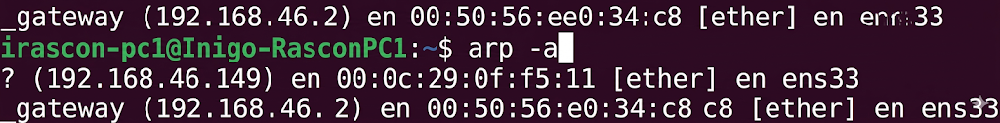 _gateway (192.168.46.2) en 00:50:56:ee0:34:c8 [ether] en ens33
irascon-pc1@Inigo-RasconPC1:~$ arp -a
? (192.168.46.149) en 00:0c:29:0f:f5:11 [ether] en ens33
_gateway (192.168.46.2) en 00:50:56:e0:34:c8 c8 [ether] en ens33